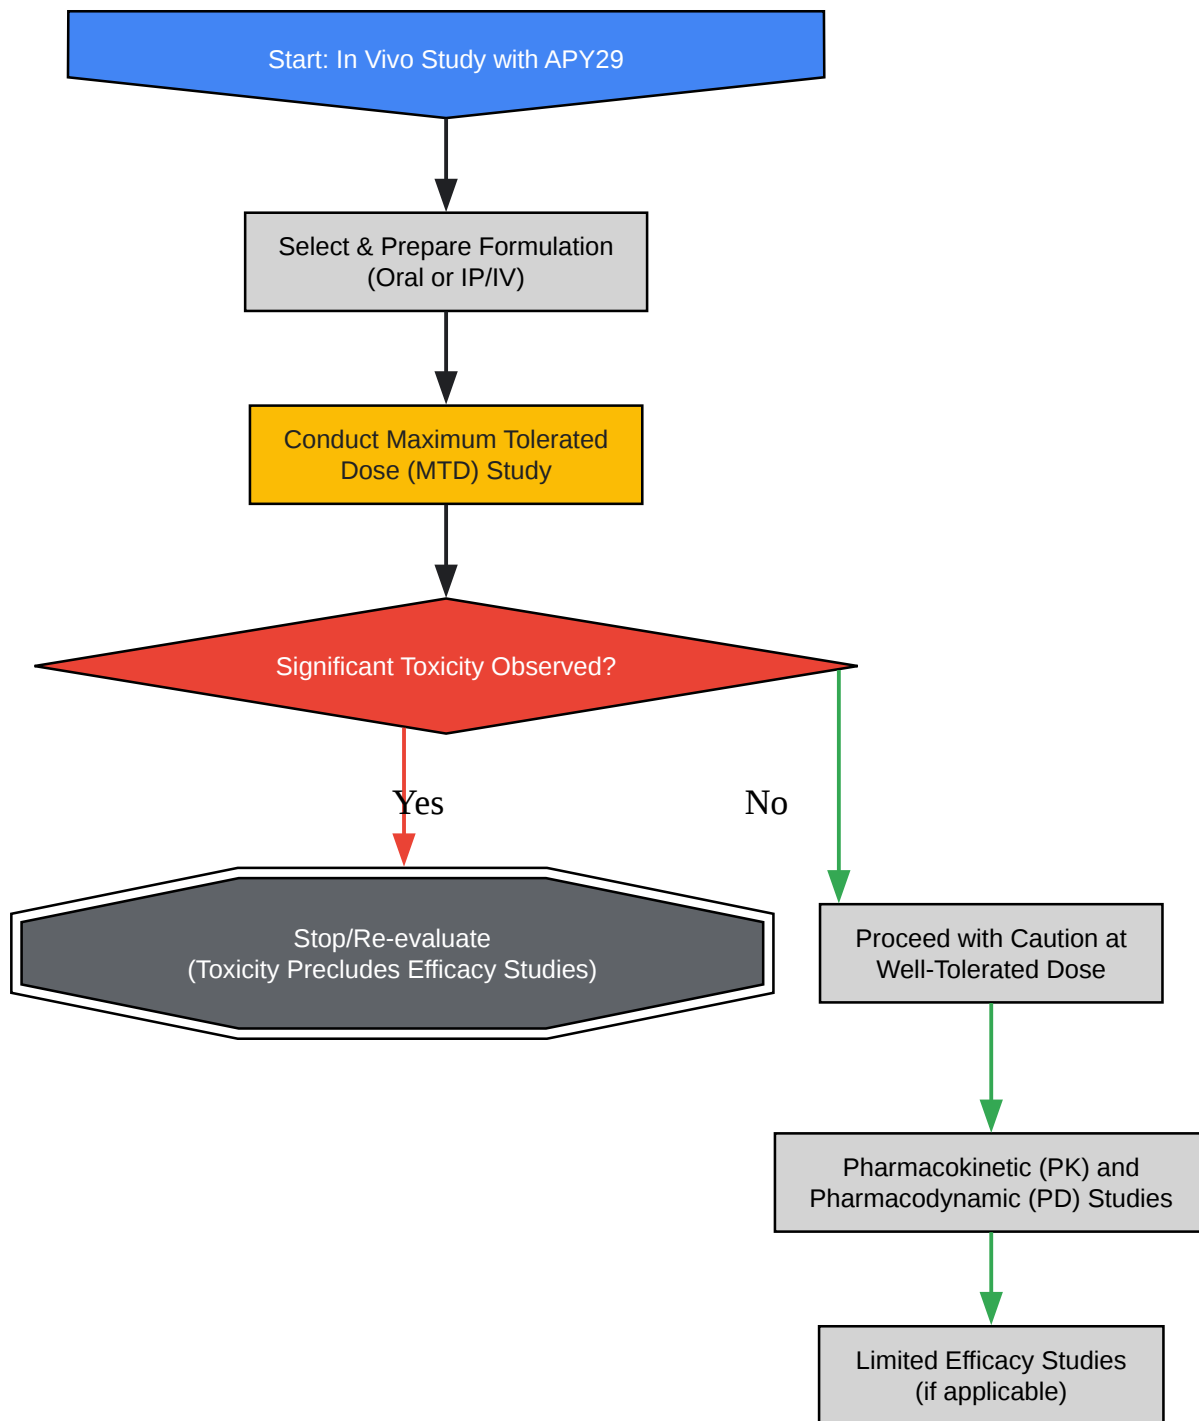 Start: In Vivo Study with APY29
Select & Prepare Formulation
(Oral or IP/IV)
Conduct Maximum Tolerated
Dose (MTD) Study
Significant Toxicity Observed?
Yes
No
Stop/Re-evaluate
(Toxicity Precludes Efficacy Studies)
Proceed with Caution at
Well-Tolerated Dose
Pharmacokinetic (PK) and
Pharmacodynamic (PD) Studies
Limited Efficacy Studies
(if applicable)